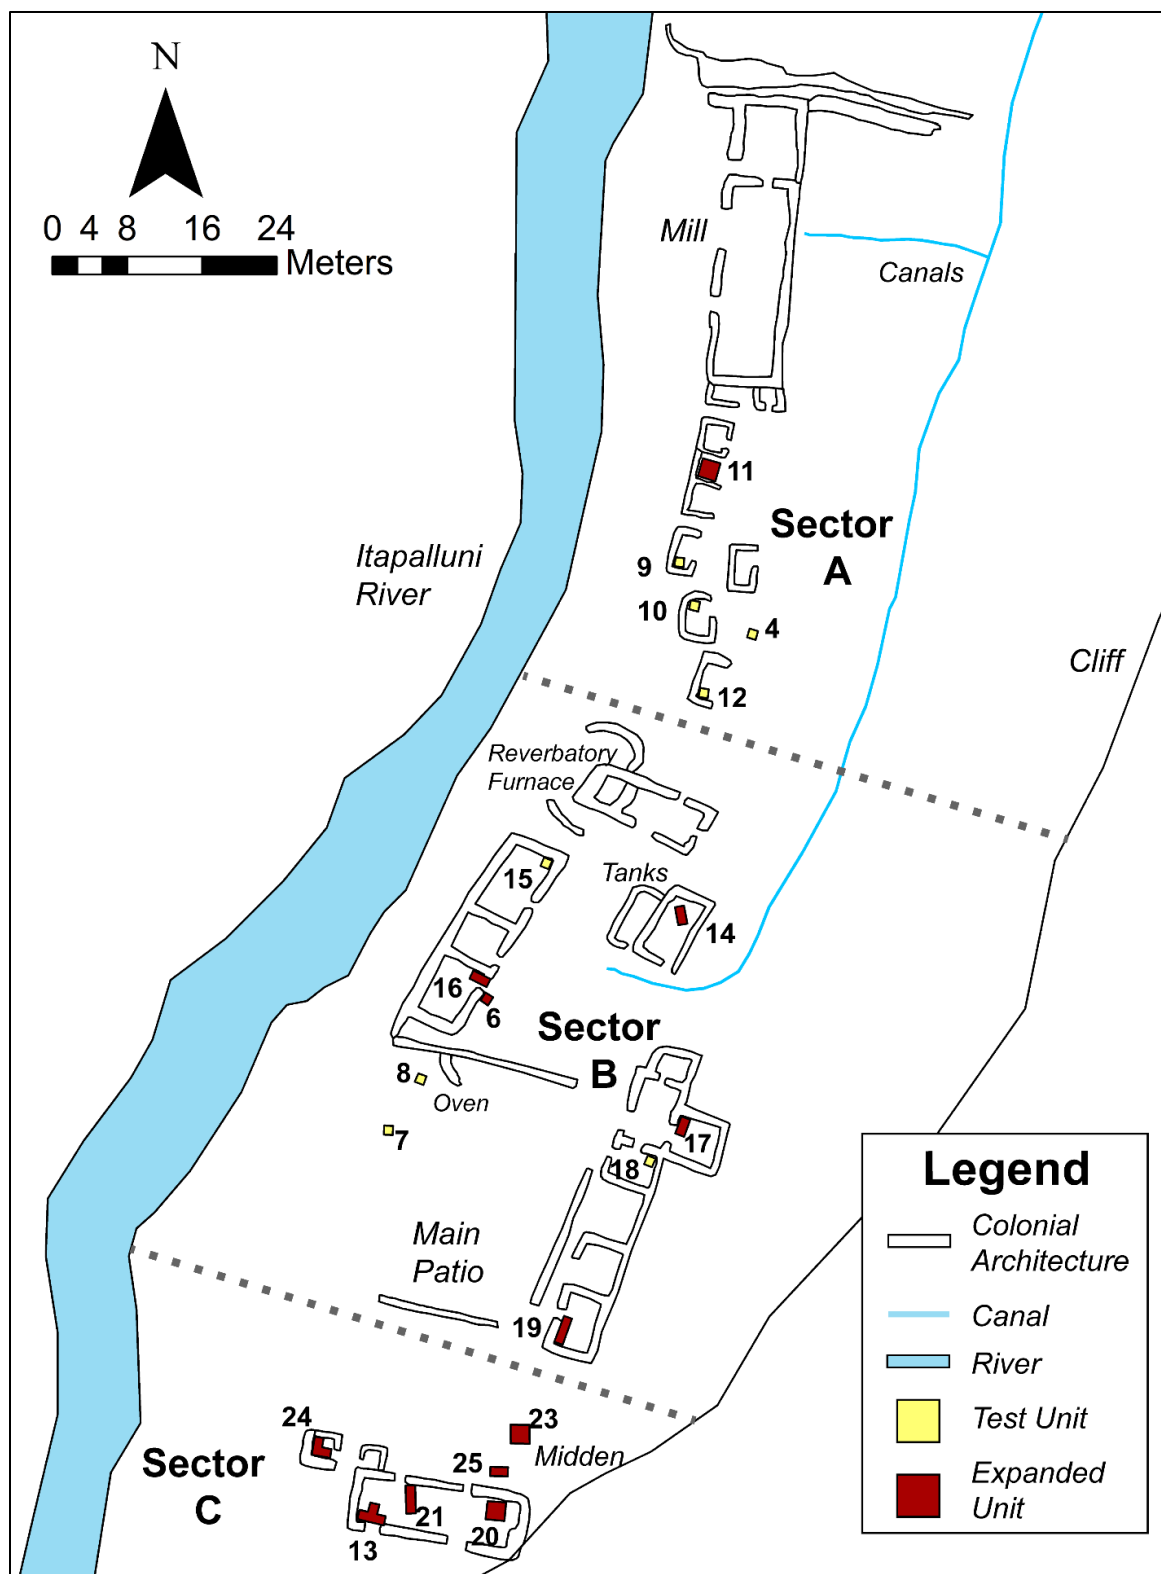 N
0 4 8 16 24
Meters
Mill
Canals
11
Sector
A
Itapalluni
River
9
10
4
Cliff
12
Reverbatory
Furnace
15
Tanks
14
16
6
Sector
B
8
Oven
7
17
18
Main
Patio
19
Legend
Colonial
Architecture
Canal
River
Test Unit
Expanded
Unit
24
23
Midden
25
Sector
C
21
20
13